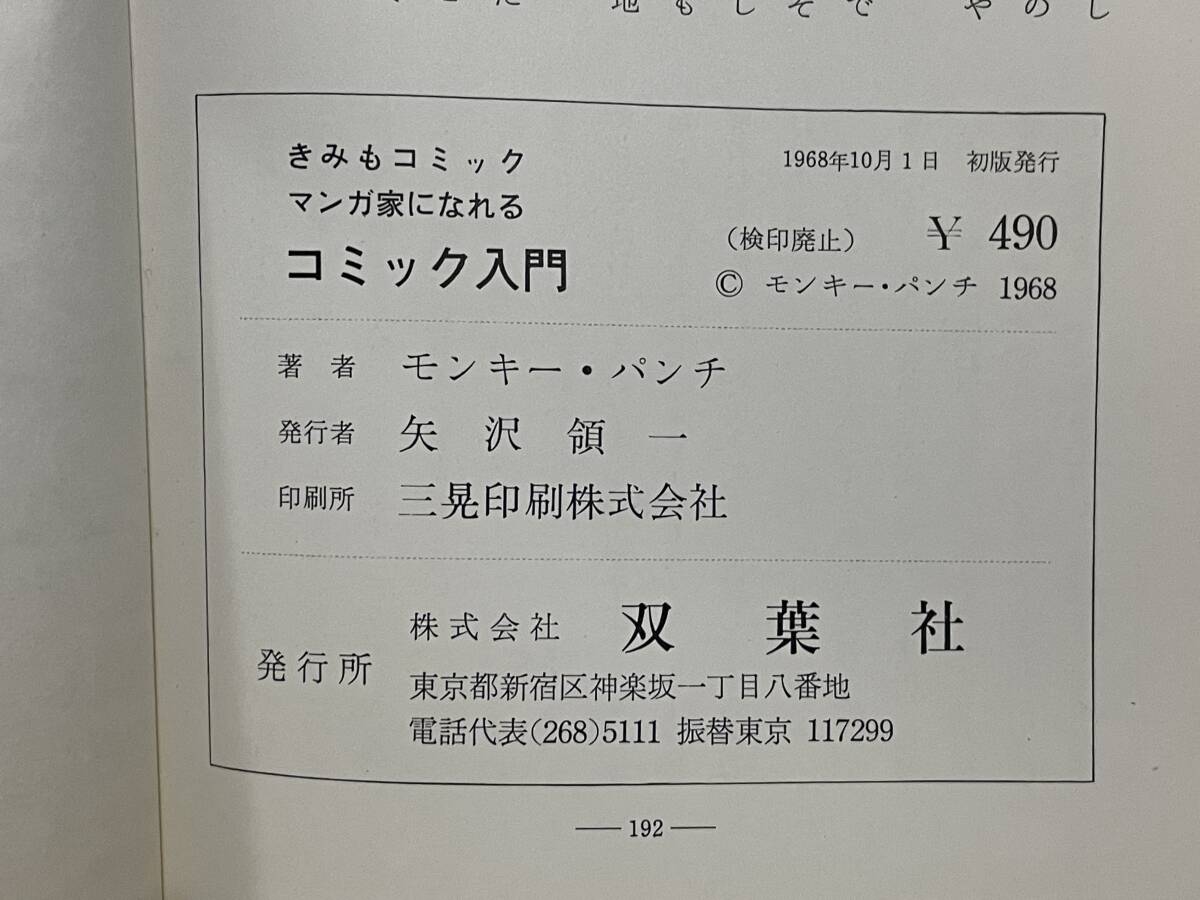 きみもコミック
マンガ家になれる
コミック入門
1968年10月1日 初版発行
(検印廃止) ¥ 490
© モンキー・パンチ 1968
著者 モンキー・パンチ
発行者 矢沢領一
印刷所 三晃印刷株式会社
発行所
株式会社 双葉社
東京都新宿区神楽坂一丁目八番地
電話代表(268)5111 振替東京 117299
— 192 —